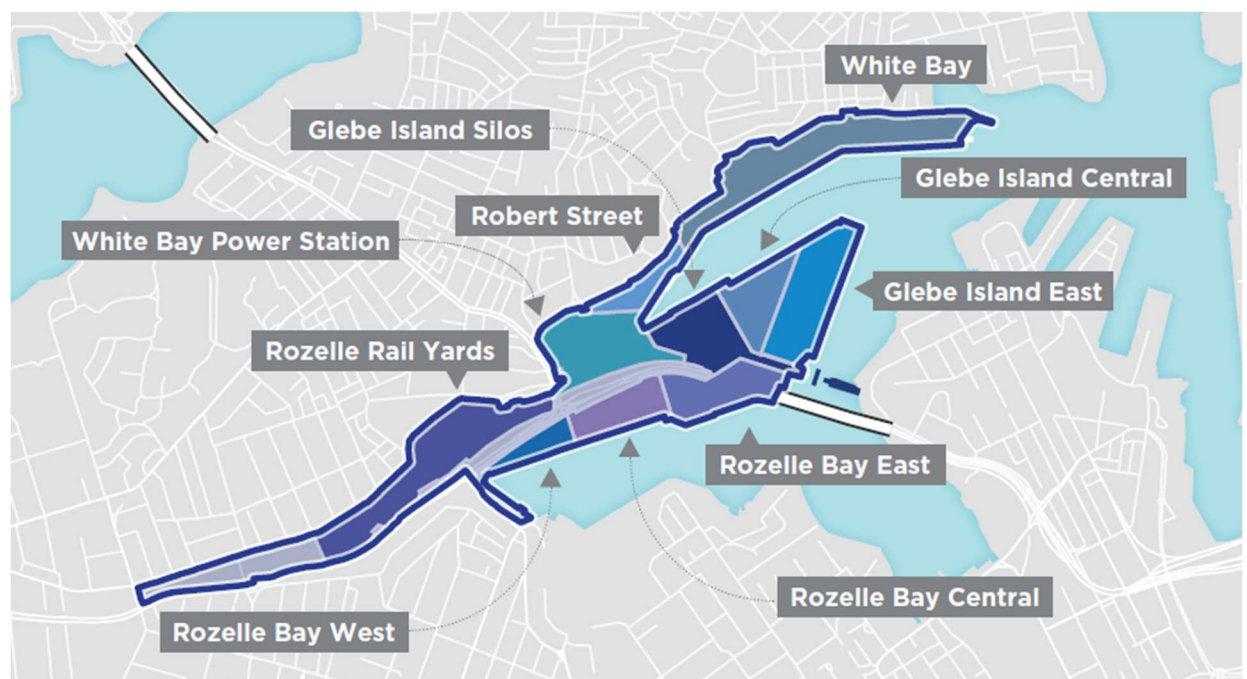 White Bay
Glebe Island Silos
Glebe Island Central
Robert Street
White Bay Power Station
Glebe Island East
Rozelle Rail Yards
Rozelle Bay East
Rozelle Bay Central
Rozelle Bay West